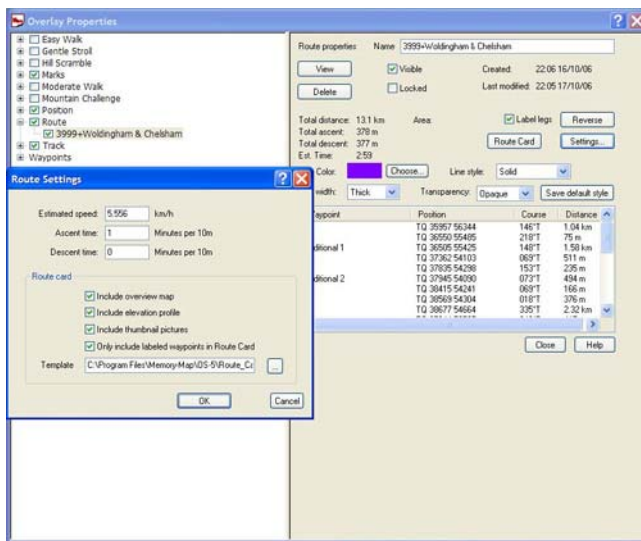 Overlay Properties
Easy Walk
Gentle Stroll
Hill Scramble
Marks
Moderate Walk
Mountain Challenge
Position
Route
3999+Woldingham & Chelsham
Track
Waypoints
Route properties: Name 3999+Woldingham & Chelsham
View Visible Created: 22:06 16/10/06
Delete Locked Last modified: 22:05 17/10/06
Total distance: 13.1 km Area: Label legs Reverse
Total ascent: 378 m
Total descent: 377 m Route Card Settings...
Est. Time: 2:59
Color: Choose... Line style: Solid
width: Thick Transparency: Opaque Save default style
aypoint Position Course Distance
TQ 35957 56344 146°T 1.04 km
TQ 36550 55485 218°T 75 m
ditional 1 TQ 36505 55425 148°T 1.58 km
TQ 37362 54103 069°T 511 m
TQ 37835 54298 153°T 235 m
ditional 2 TQ 37945 54090 073°T 494 m
TQ 38415 54241 069°T 166 m
TQ 38569 54304 018°T 376 m
TQ 38677 54664 335°T 2.32 km
Close Help
Route Settings
Estimated speed: 5.556 km/h
Ascent time: 1 Minutes per 10m
Descent time: 0 Minutes per 10m
Route card
Include overview map
Include elevation profile
Include thumbnail pictures
Only include labeled waypoints in Route Card
Template C:\Program Files\Memory-Map\OS-5\Route_Ca ...
OK Cancel